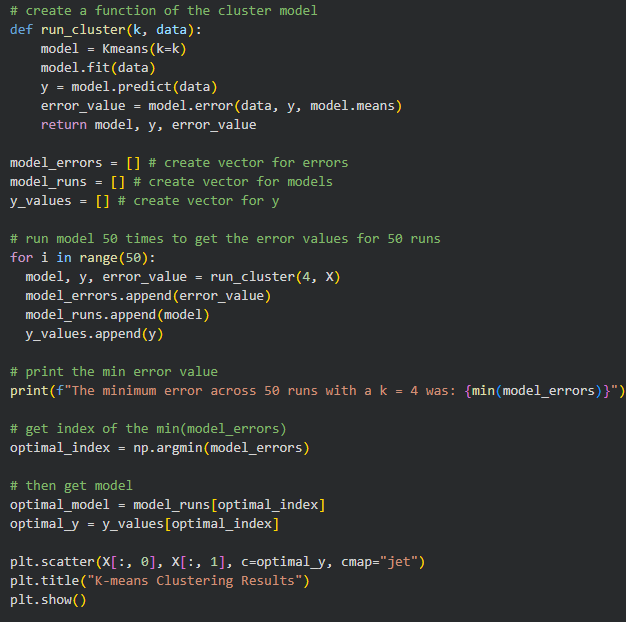 # create a function of the cluster model
def run_cluster(k, data):
    model = Kmeans(k=k)
    model.fit(data)
    y = model.predict(data)
    error_value = model.error(data, y, model.means)
    return model, y, error_value

model_errors = [] # create vector for errors
model_runs = [] # create vector for models
y_values = [] # create vector for y

# run model 50 times to get the error values for 50 runs
for i in range(50):
  model, y, error_value = run_cluster(4, X)
  model_errors.append(error_value)
  model_runs.append(model)
  y_values.append(y)

# print the min error value
print(f"The minimum error across 50 runs with a k = 4 was: {min(model_errors)}")

# get index of the min(model_errors)
optimal_index = np.argmin(model_errors)

# then get model
optimal_model = model_runs[optimal_index]
optimal_y = y_values[optimal_index]

plt.scatter(X[:, 0], X[:, 1], c=optimal_y, cmap="jet")
plt.title("K-means Clustering Results")
plt.show()